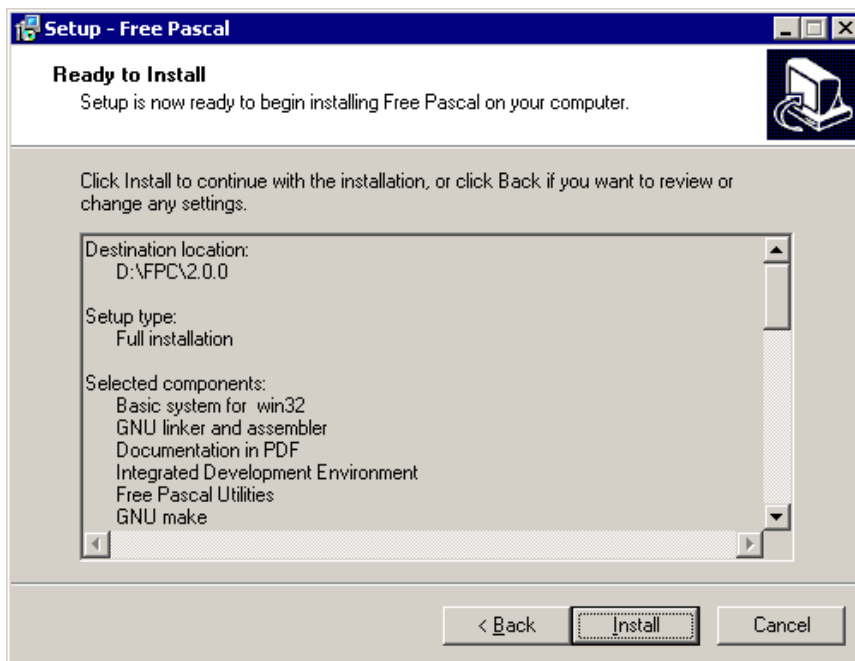 Setup - Free Pascal
Ready to Install
Setup is now ready to begin installing Free Pascal on your computer.
Click Install to continue with the installation, or click Back if you want to review or
change any settings.
Destination location:
D:\FPC\2.0.0
Setup type:
Full installation
Selected components:
Basic system for  win32
GNU linker and assembler
Documentation in PDF
Integrated Development Environment
Free Pascal Utilities
GNU make
< Back
Install
Cancel